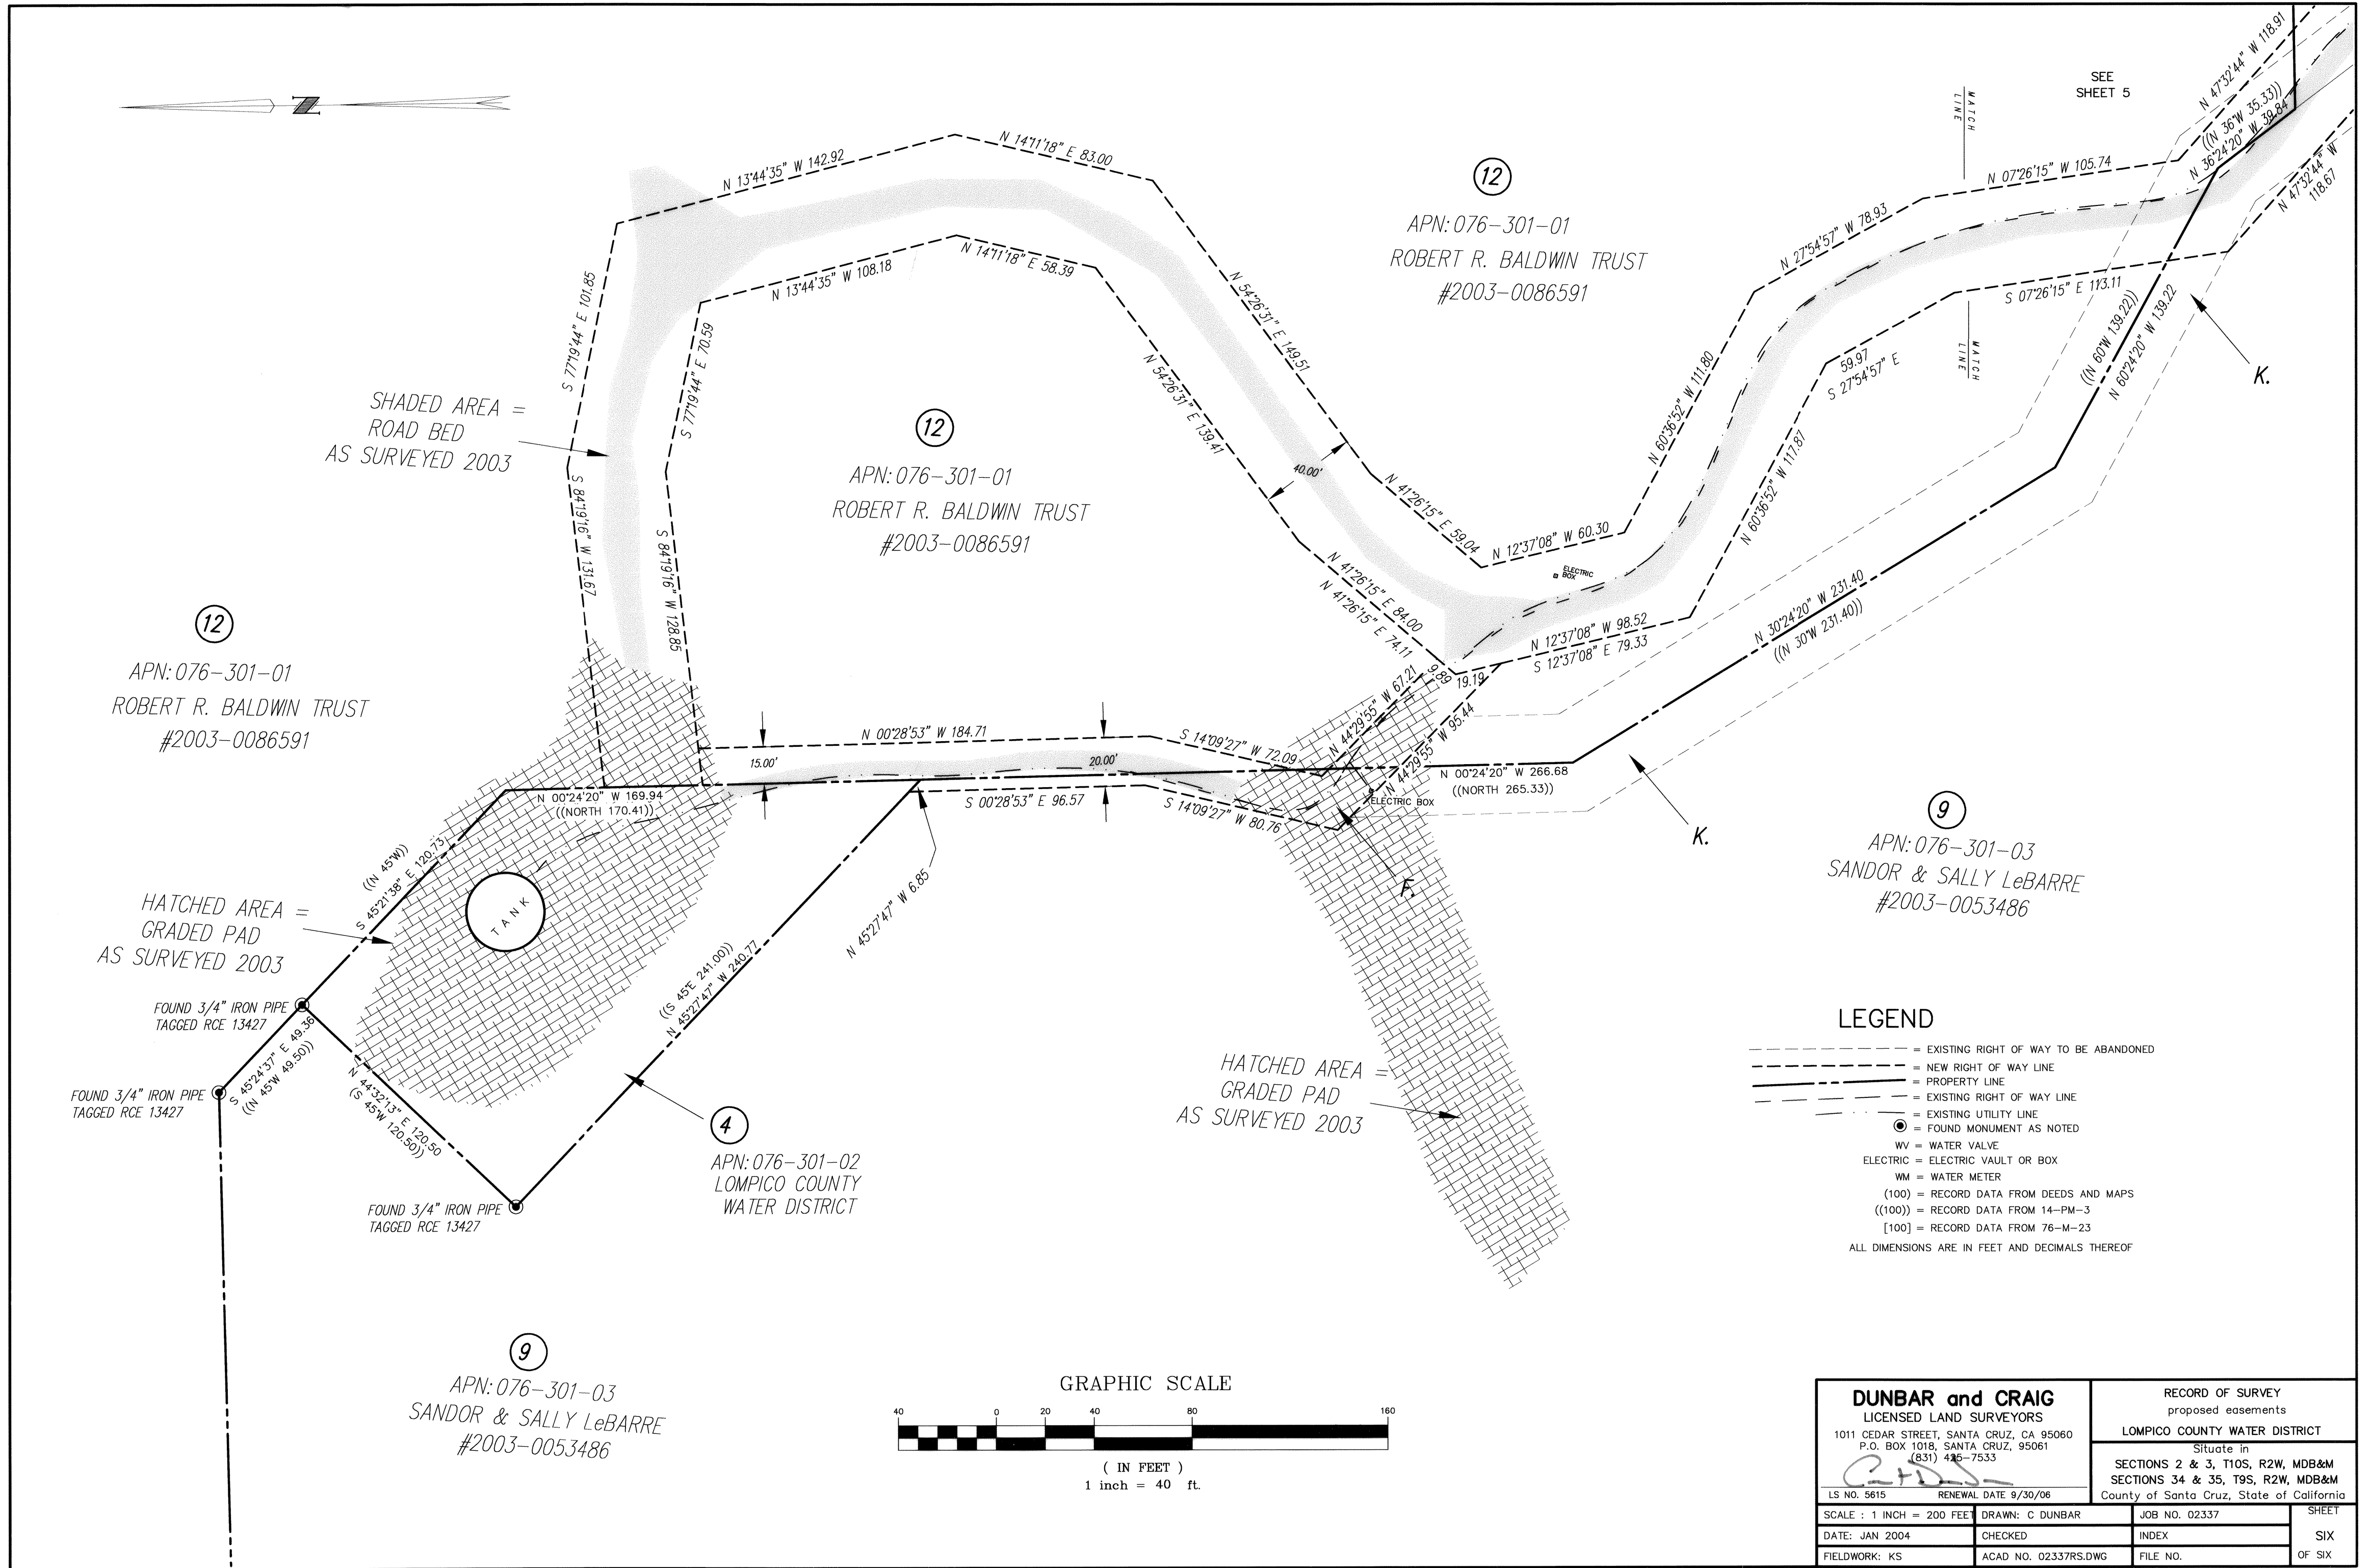 N
SEE
SHEET 5
MATCH
LINE
N 47°32'44" W 118.91
((N 36°W 35.33))
N 36°24'20" W 39.84
N 47°32'44" W
118.67
N 14°11'18" E 83.00
N 13°44'35" W 142.92
N 07°26'15" W 105.74
12
APN: 076-301-01
ROBERT R. BALDWIN TRUST
#2003-0086591
N 27°54'57" W 78.93
N 14°11'18" E 58.39
N 13°44'35" W 108.18
S 77°19'44" E 101.85
S 77°19'44" E 70.59
N 54°26'31" E 149.51
N 54°26'31" E 139.41
S 07°26'15" E 113.11
MATCH
LINE
59.97
S 27°54'57" E
((N 60°W 139.22))
N 60°24'20" W 139.22
K.
SHADED AREA =
ROAD BED
AS SURVEYED 2003
12
APN: 076-301-01
ROBERT R. BALDWIN TRUST
#2003-0086591
N 60°36'52" W 111.80
N 60°36'52" W 117.87
40.00'
N 41°26'15" E 59.04
N 12°37'08" W 60.30
ELECTRIC
BOX
S 84°19'16" W 131.67
S 84°19'16" W 128.85
N 41°26'15" E 84.00
N 41°26'15" E 74.11
9.89
19.19
N 12°37'08" W 98.52
S 12°37'08" E 79.33
N 30°24'20" W 231.40
((N 30°W 231.40))
12
APN: 076-301-01
ROBERT R. BALDWIN TRUST
#2003-0086591
N 00°28'53" W 184.71
S 14°09'27" W 72.09
N 44°29'55" W 67.21
N 44°29'55" W 95.44
15.00'
20.00'
N 00°24'20" W 169.94
((NORTH 170.41))
S 00°28'53" E 96.57
S 14°09'27" W 80.76
ELECTRIC BOX
N 00°24'20" W 266.68
((NORTH 265.33))
K.
F.
9
APN: 076-301-03
SANDOR & SALLY LeBARRE
#2003-0053486
((N 45°W))
S 45°21'38" E 120.73
TANK
N 45°27'47" W 6.85
HATCHED AREA =
GRADED PAD
AS SURVEYED 2003
((S 45°E 241.00))
N 45°27'47" W 240.77
FOUND 3/4" IRON PIPE
TAGGED RCE 13427
S 45°24'37" E 49.36
((N 45°W 49.50))
FOUND 3/4" IRON PIPE
TAGGED RCE 13427
N 44°32'13" E 120.50
(S 45°W 120.50))
FOUND 3/4" IRON PIPE
TAGGED RCE 13427
4
APN: 076-301-02
LOMPICO COUNTY
WATER DISTRICT
HATCHED AREA =
GRADED PAD
AS SURVEYED 2003
LEGEND
= EXISTING RIGHT OF WAY TO BE ABANDONED
= NEW RIGHT OF WAY LINE
= PROPERTY LINE
= EXISTING RIGHT OF WAY LINE
= EXISTING UTILITY LINE
= FOUND MONUMENT AS NOTED
WV = WATER VALVE
ELECTRIC = ELECTRIC VAULT OR BOX
WM = WATER METER
(100) = RECORD DATA FROM DEEDS AND MAPS
((100)) = RECORD DATA FROM 14-PM-3
[100] = RECORD DATA FROM 76-M-23
ALL DIMENSIONS ARE IN FEET AND DECIMALS THEREOF
9
APN: 076-301-03
SANDOR & SALLY LeBARRE
#2003-0053486
GRAPHIC SCALE
40 0 20 40 80 160
( IN FEET )
1 inch = 40 ft.
DUNBAR and CRAIG
LICENSED LAND SURVEYORS
1011 CEDAR STREET, SANTA CRUZ, CA 95060
P.O. BOX 1018, SANTA CRUZ, 95061
(831) 425-7533
LS NO. 5615 RENEWAL DATE 9/30/06
RECORD OF SURVEY
proposed easements
LOMPICO COUNTY WATER DISTRICT
Situate in
SECTIONS 2 & 3, T10S, R2W, MDB&M
SECTIONS 34 & 35, T9S, R2W, MDB&M
County of Santa Cruz, State of California
SCALE : 1 INCH = 200 FEET DRAWN: C DUNBAR JOB NO. 02337 SHEET
DATE: JAN 2004 CHECKED INDEX SIX
FIELDWORK: KS ACAD NO. 02337RS.DWG FILE NO. OF SIX